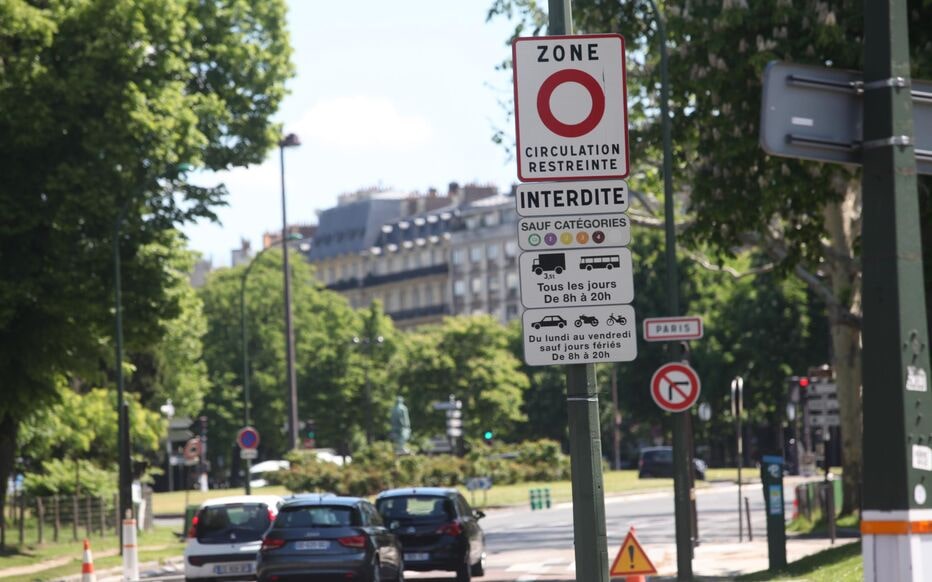 ZONE
CIRCULATION
RESTREINTE
INTERDITE
SAUF CATÉGORIES
3,5t
Tous les jours
De 8h à 20h
Du lundi au vendredi
sauf jours fériés
De 8h à 20h
PARIS